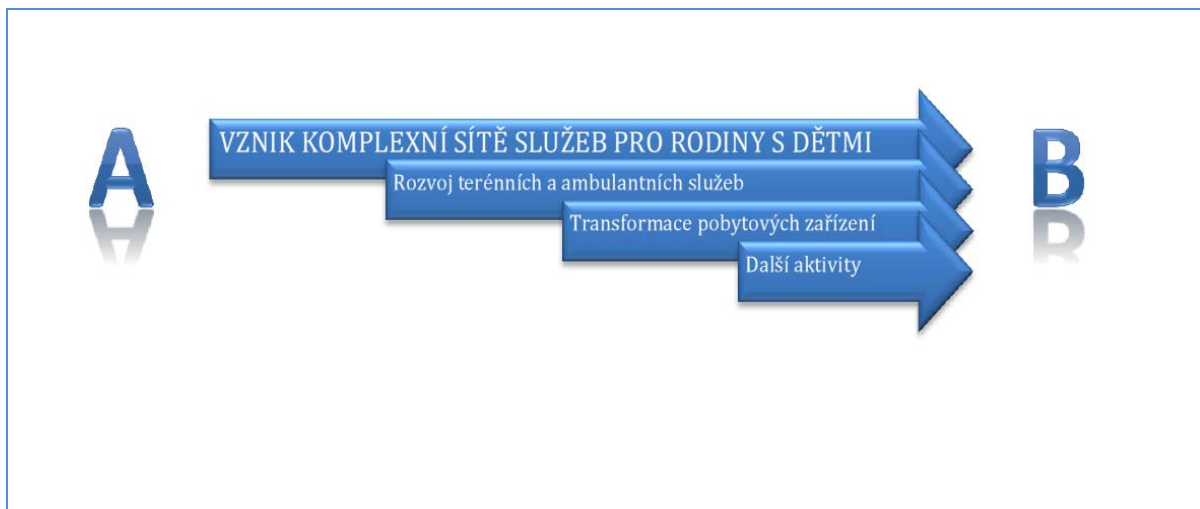 A
VZNIK KOMPLEXNÍ SÍTĚ SLUŽEB PRO RODINY S DĚTMI
Rozvoj terénních a ambulantních služeb
Transformace pobytových zařízení
Další aktivity
B